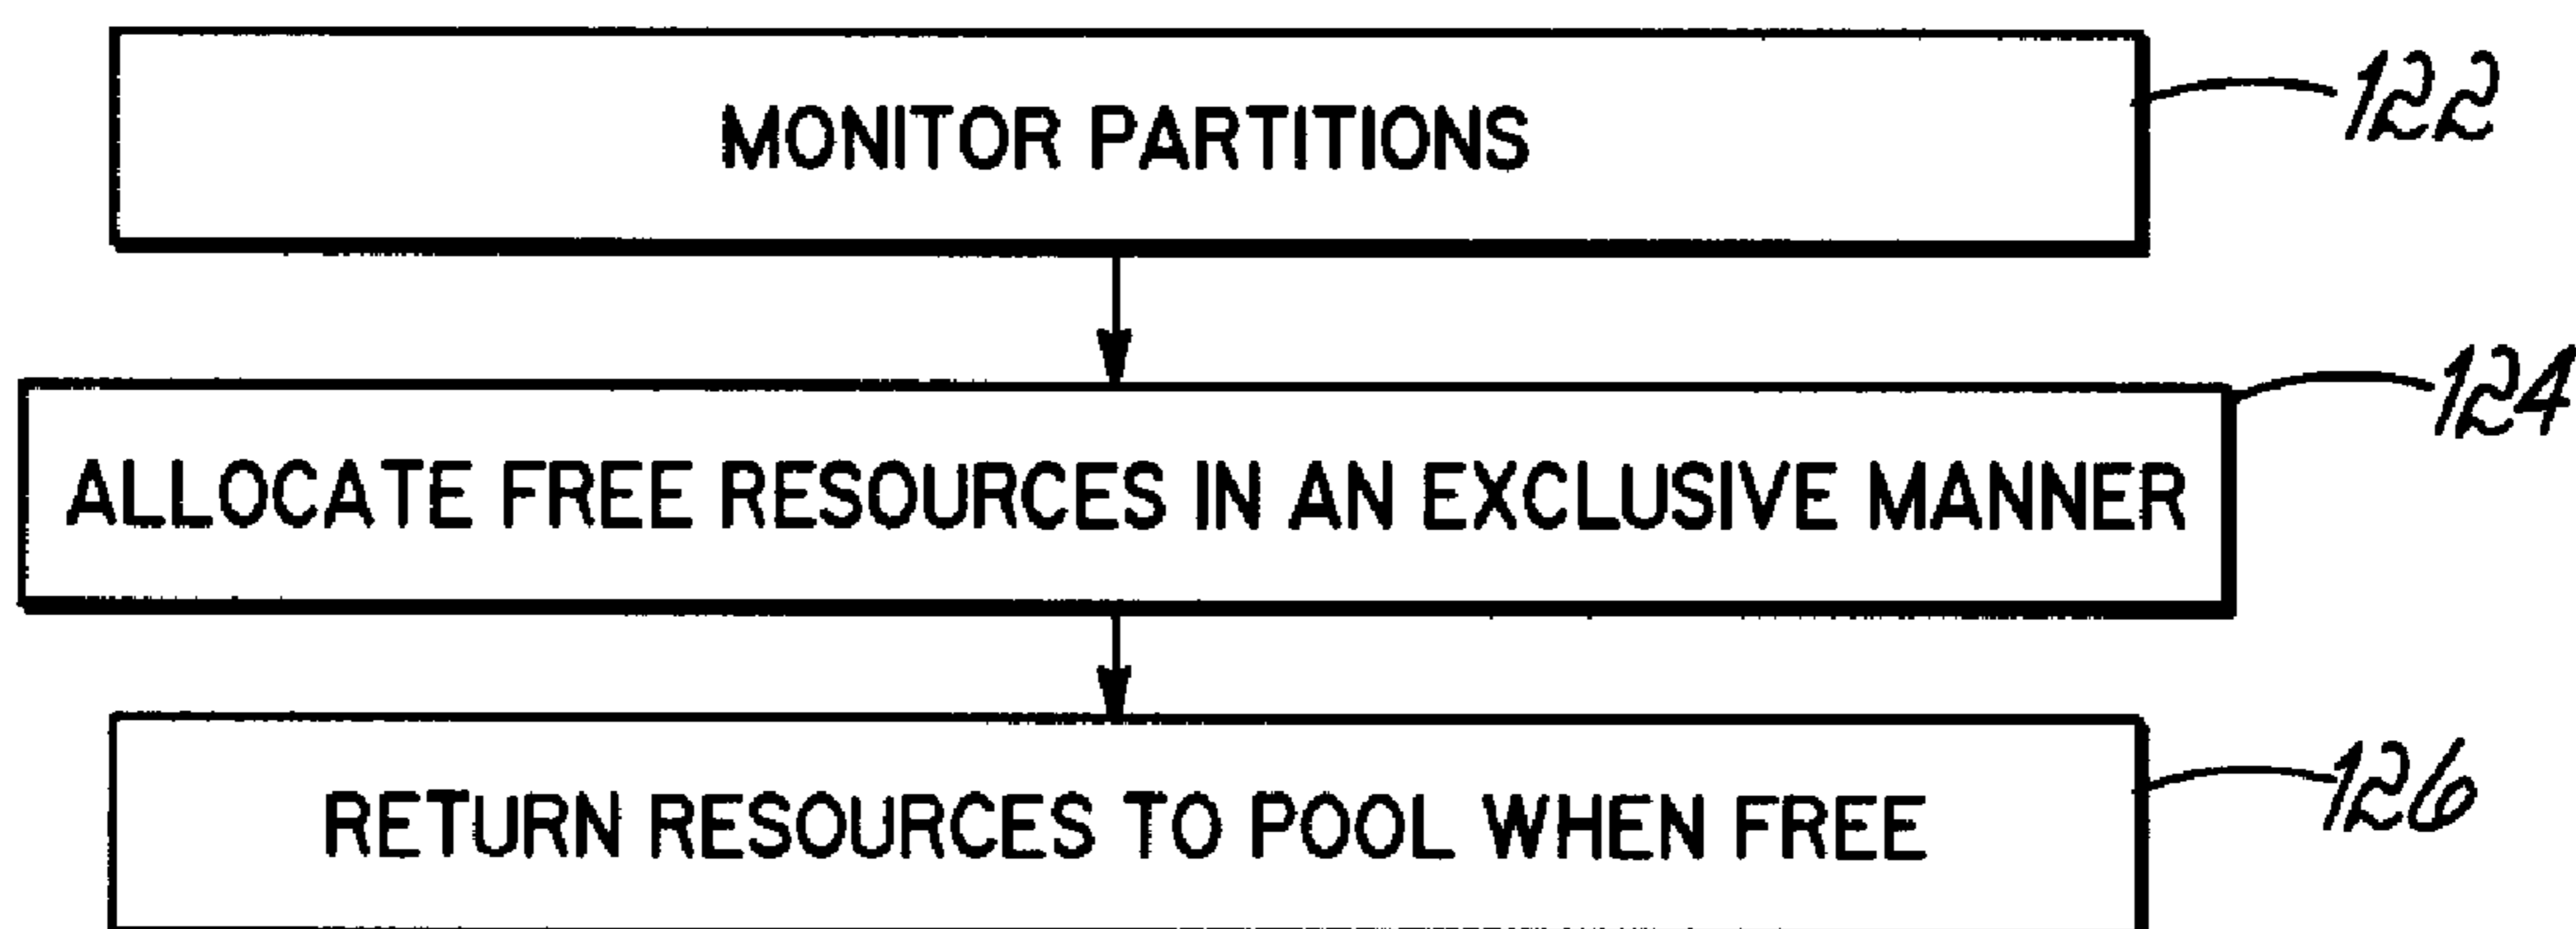 MONITOR PARTITIONS
122
ALLOCATE FREE RESOURCES IN AN EXCLUSIVE MANNER
124
RETURN RESOURCES TO POOL WHEN FREE
126